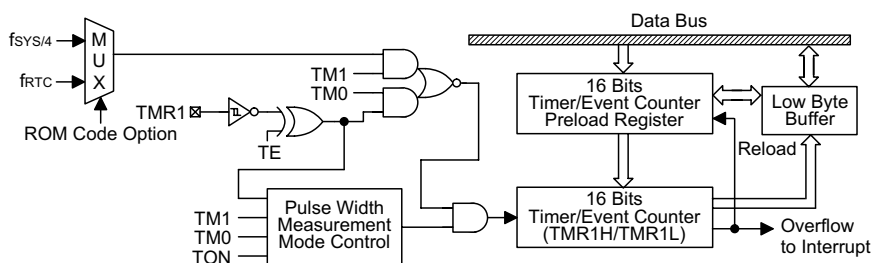 Data Bus
fSYS/4
M
U
X
fRTC
ROM Code Option
TMR1
TE
TM1
TM0
16 Bits
Timer/Event Counter
Preload Register
Low Byte
Buffer
Reload
TM1
TM0
TON
Pulse Width
Measurement
Mode Control
16 Bits
Timer/Event Counter
(TMR1H/TMR1L)
Overflow
to Interrupt